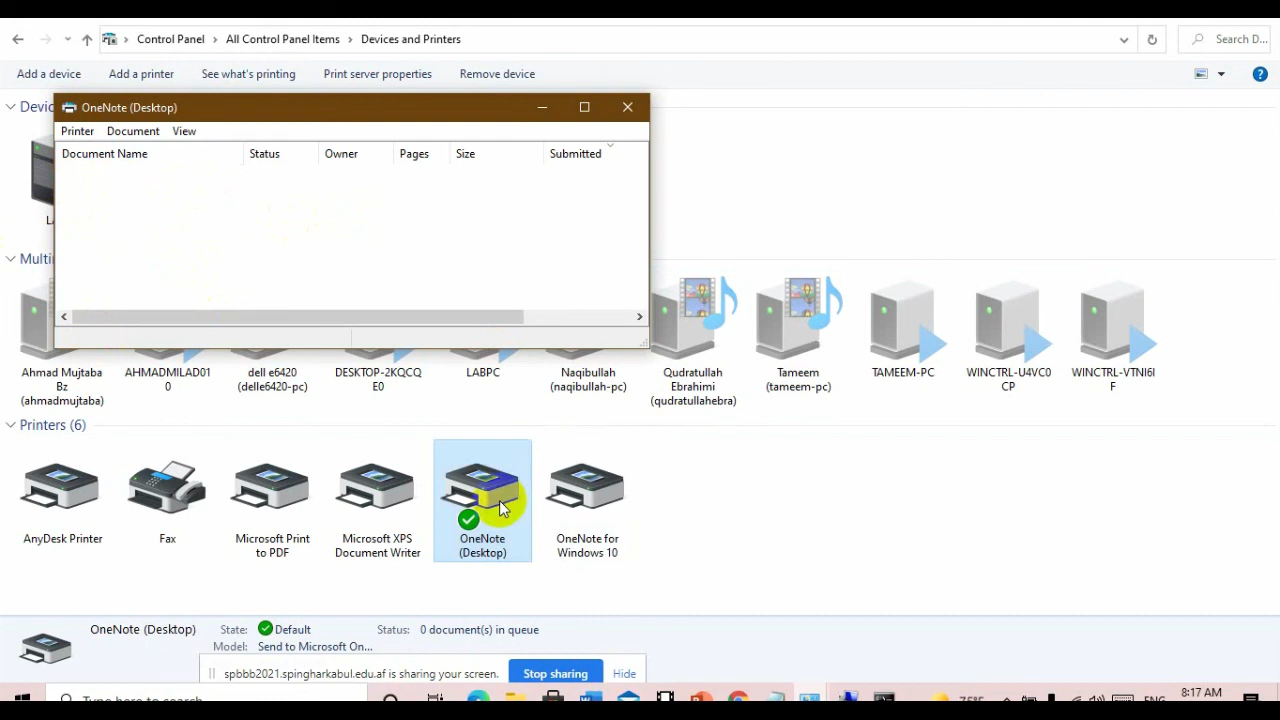 Control Panel > All Control Panel Items > Devices and Printers
Search D...
Add a device Add a printer See what's printing Print server properties Remove device
OneNote (Desktop)
Printer Document View
Document Name Status Owner Pages Size Submitted
Ahmad Mujtaba
Bz
(ahmadmujtaba)
AHMADMILAD01
0
dell e6420
(delle6420-pc)
DESKTOP-2KQCQ
E0
LABPC
Naqibullah
(naqibullah-pc)
Qudratullah
Ebrahimi
(qudratullahebra)
Tameem
(tameem-pc)
TAMEEM-PC
WINCTRL-U4VC0
CP
WINCTRL-VTNI6I
F
Printers (6)
AnyDesk Printer
Fax
Microsoft Print
to PDF
Microsoft XPS
Document Writer
OneNote
(Desktop)
OneNote for
Windows 10
OneNote (Desktop) State: Default Status: 0 document(s) in queue
Model: Send to Microsoft On...
spbbb2021.spingharkabul.edu.af is sharing your screen. Stop sharing Hide
Type here to search
ENG
8:17 AM